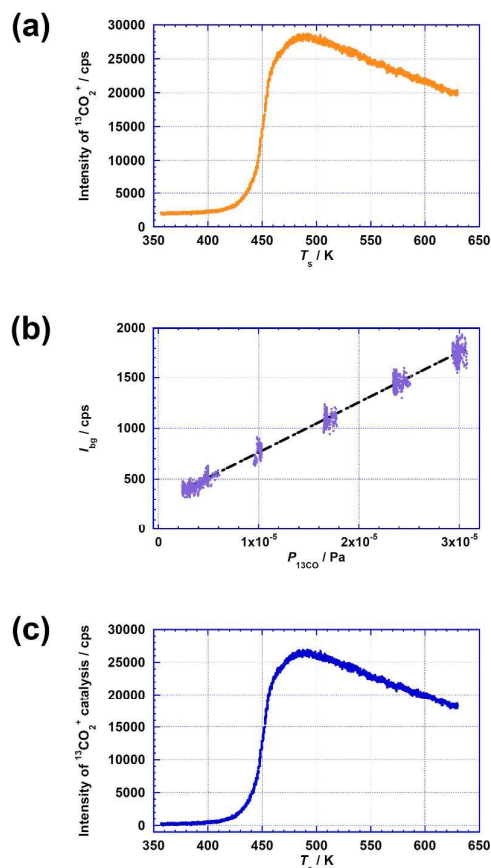 (a)
30000
25000
20000
15000
10000
5000
0
Intensity of ¹³CO₂⁺ / cps
350 400 450 500 550 600 650
Tₛ / K
(b)
2000
1500
1000
500
0
I_bg / cps
0 1x10⁻⁵ 2x10⁻⁵ 3x10⁻⁵
P₁₃CO / Pa
(c)
30000
25000
20000
15000
10000
5000
0
Intensity of ¹³CO₂⁺ catalysis / cps
350 400 450 500 550 600 650
Tₛ / K